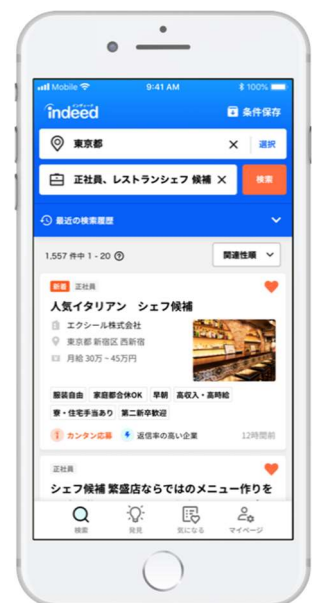 Mobile 9:41 AM 100%
インディード
indeed 条件保存
東京都 選択
正社員、レストランシェフ 候補 検索
最近の検索履歴
1,557 件中 1 - 20 関連性順
新着 正社員
人気イタリアン シェフ候補
エクシール株式会社
東京都 新宿区 西新宿
月給 30万 ~ 45万円
服装自由 家庭都合休OK 早朝 高収入・高時給
寮・住宅手当あり 第二新卒歓迎
カンタン応募 返信率の高い企業 12時間前
正社員
シェフ候補 繁盛店ならではのメニュー作りを
検索 発見 気になる マイページ